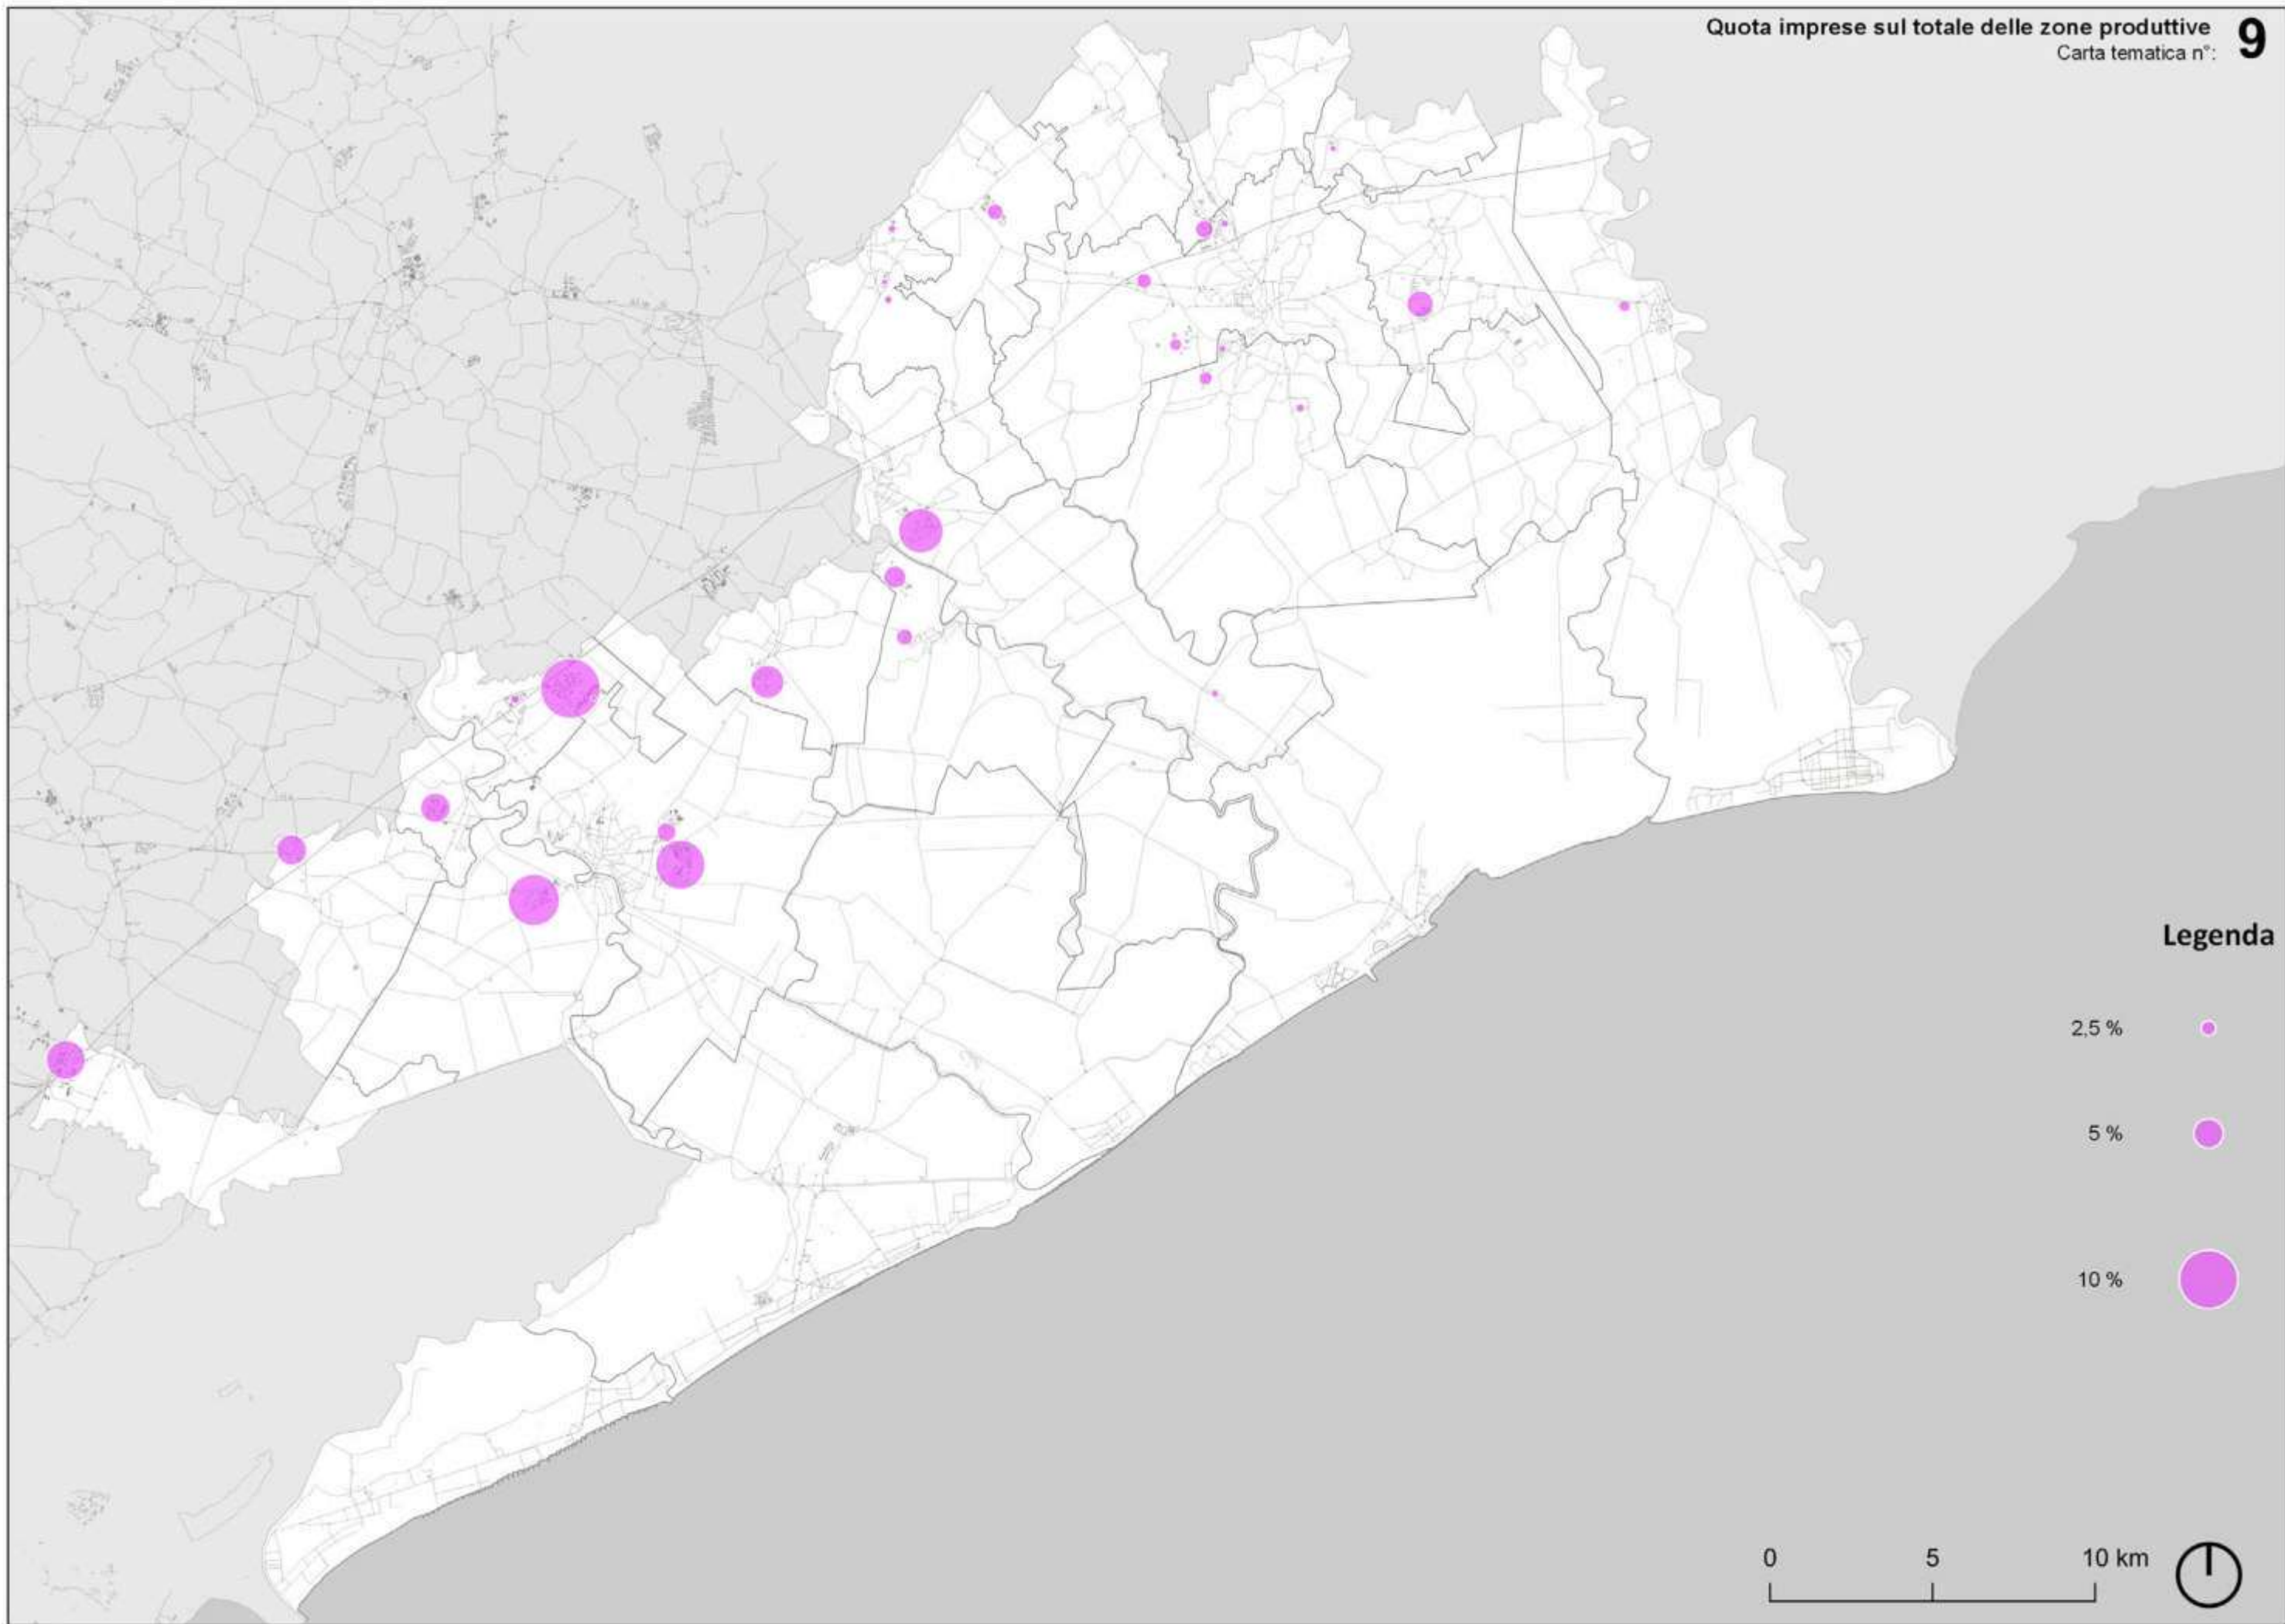 Quota imprese sul totale delle zone produttive 9
Carta tematica n°:
Legenda
2,5 %
5 %
10 %
0 5 10 km